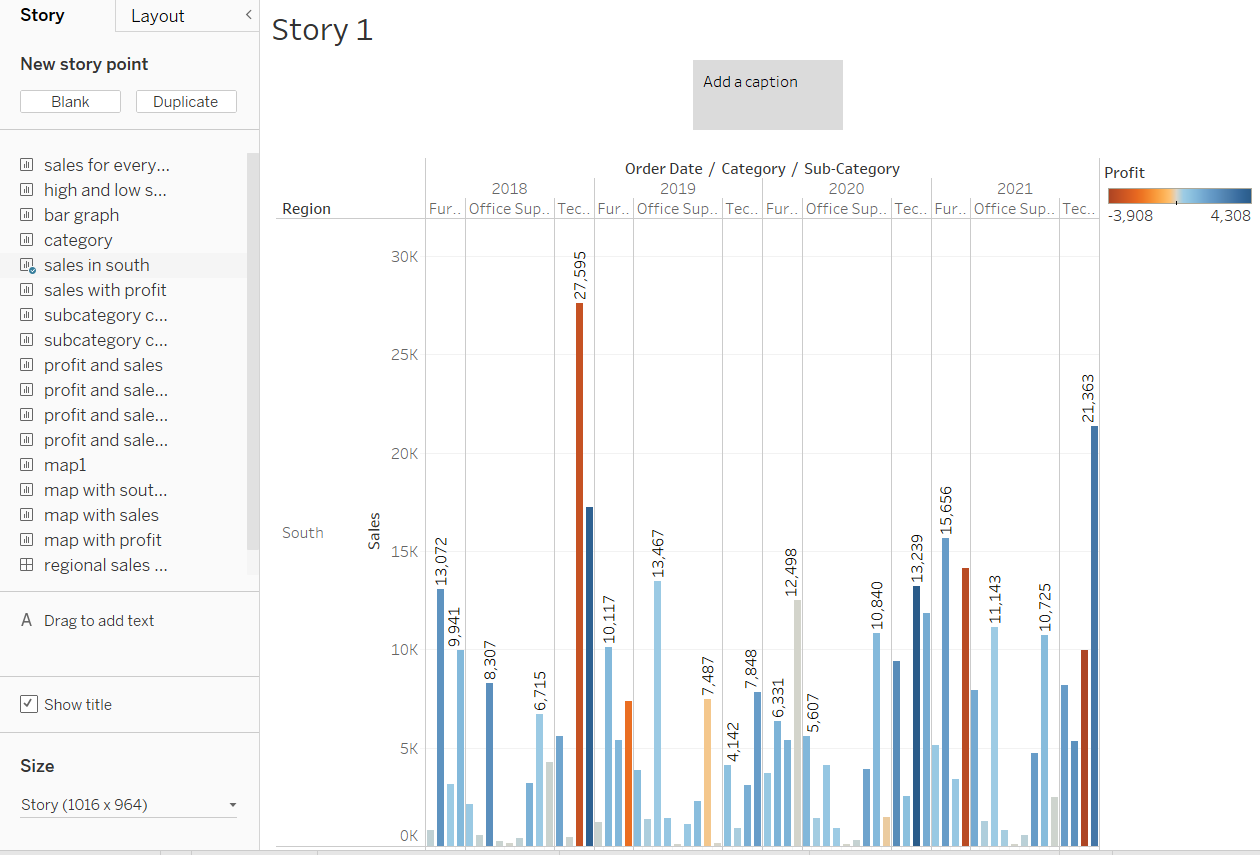 Story
Layout
New story point
Blank
Duplicate
sales for every...
high and low s...
bar graph
category
sales in south
sales with profit
subcategory c...
subcategory c...
profit and sales
profit and sale...
profit and sale...
profit and sale...
map1
map with sout...
map with sales
map with profit
regional sales ...
A Drag to add text
Show title
Size
Story (1016 x 964)
Story 1
Add a caption
Order Date / Category / Sub-Category
2018 2019 2020 2021
Region Fur.. Office Sup.. Tec.. Fur.. Office Sup.. Tec.. Fur.. Office Sup.. Tec.. Fur.. Office Sup.. Tec..
South
Sales
30K
25K
20K
15K
10K
5K
0K
13,072
9,941
8,307
6,715
27,595
10,117
13,467
7,487
4,142
7,848
6,331
12,498
5,607
10,840
13,239
15,656
11,143
10,725
21,363
Profit
-3,908 4,308